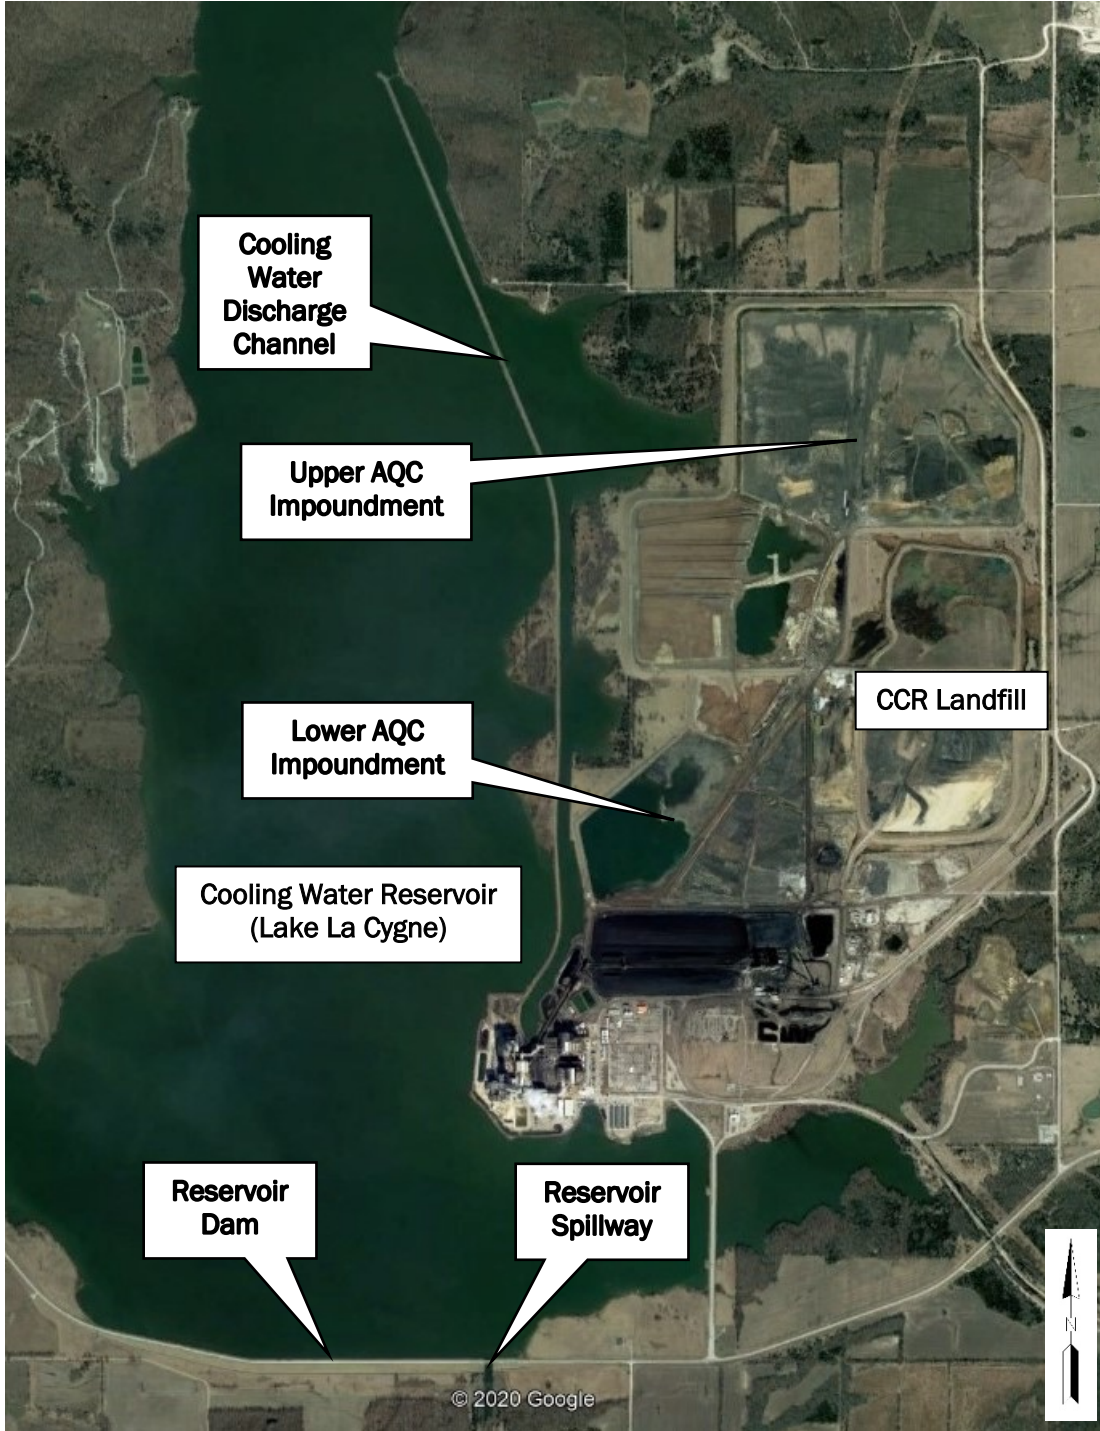 Cooling
Water
Discharge
Channel
Upper AQC
Impoundment
CCR Landfill
Lower AQC
Impoundment
Cooling Water Reservoir
(Lake La Cygne)
Reservoir
Dam
Reservoir
Spillway
N
© 2020 Google